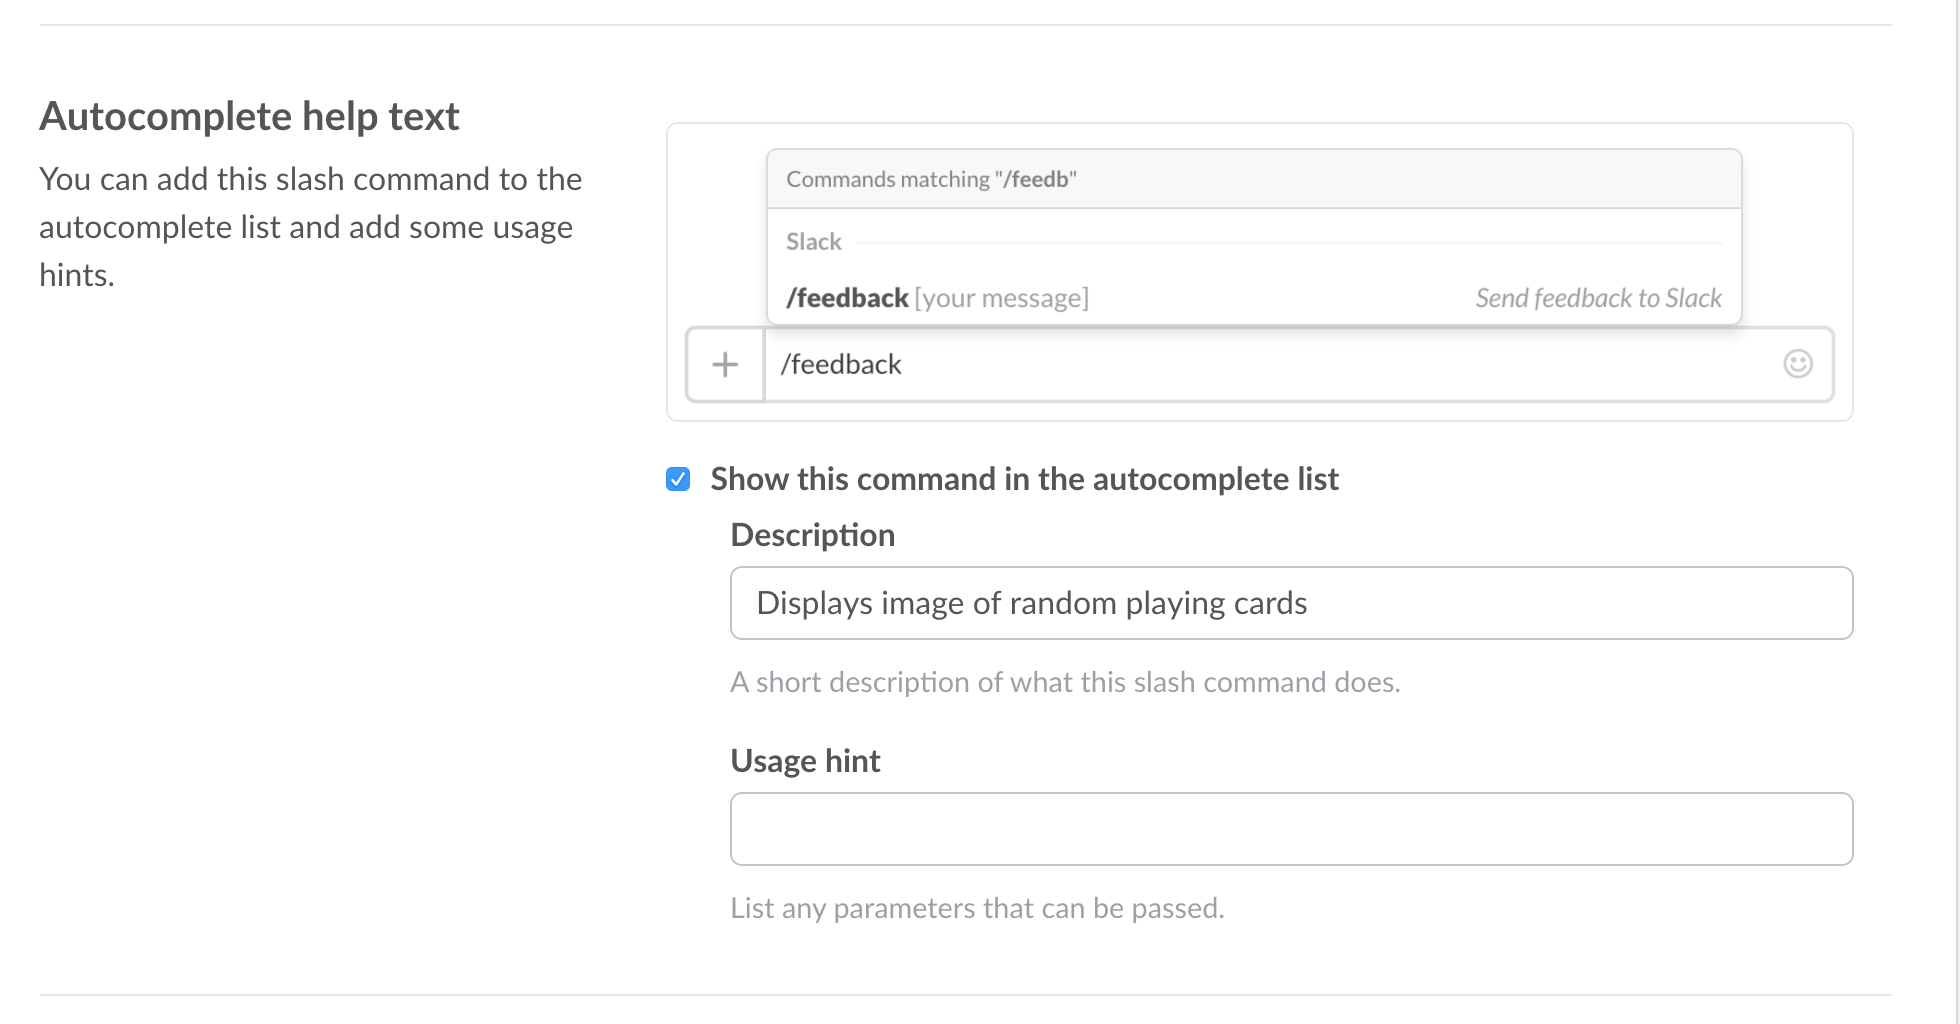 Autocomplete help text
You can add this slash command to the
autocomplete list and add some usage
hints.
Commands matching "/feedb"
Slack
/feedback [your message] Send feedback to Slack
/feedback
Show this command in the autocomplete list
Description
Displays image of random playing cards
A short description of what this slash command does.
Usage hint
List any parameters that can be passed.